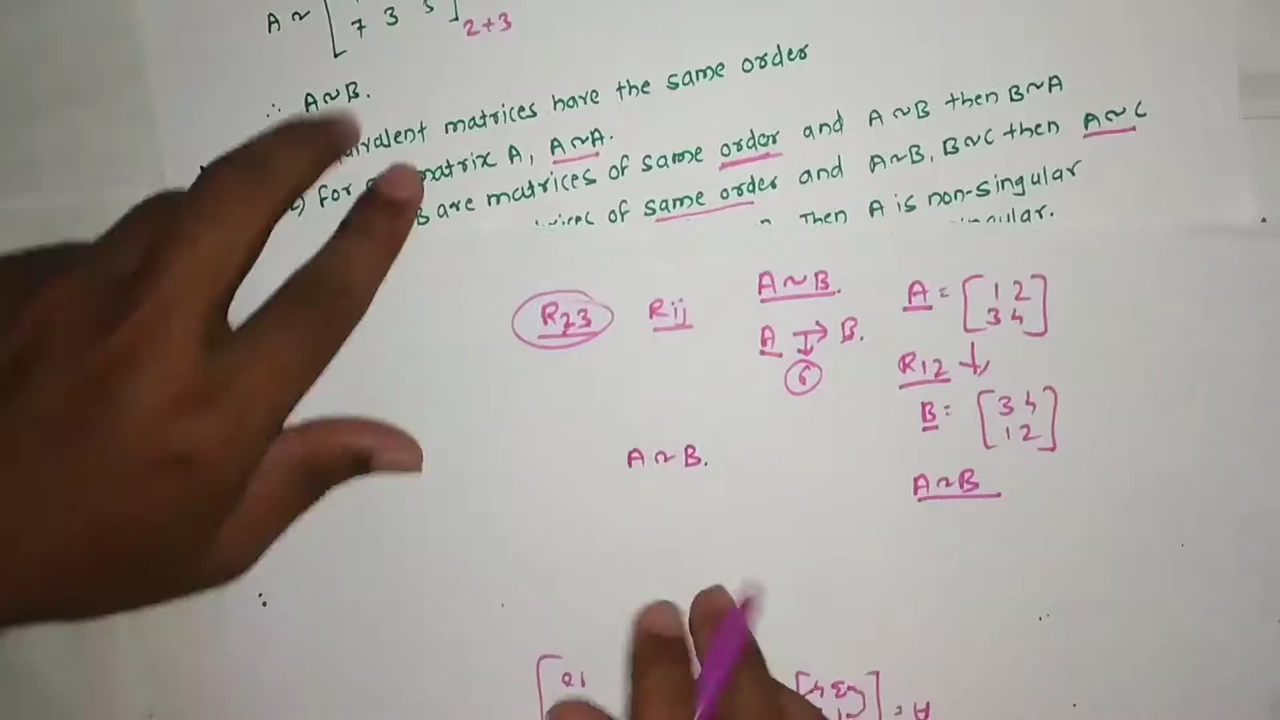 A ~ [ 7 3 5 ] 2+3
∴ A~B.
matrices have the same order
For matrix A, A~A.
B are matrices of same order and A~B then B~A
of same order and A~B, B~C then A~C
Then A is non-singular
A~B.
A = [ 1 2
3 4 ]
R23 Rij
A → B.
6
R12 ↓
B = [ 3 4
1 2 ]
A~B.
A~B